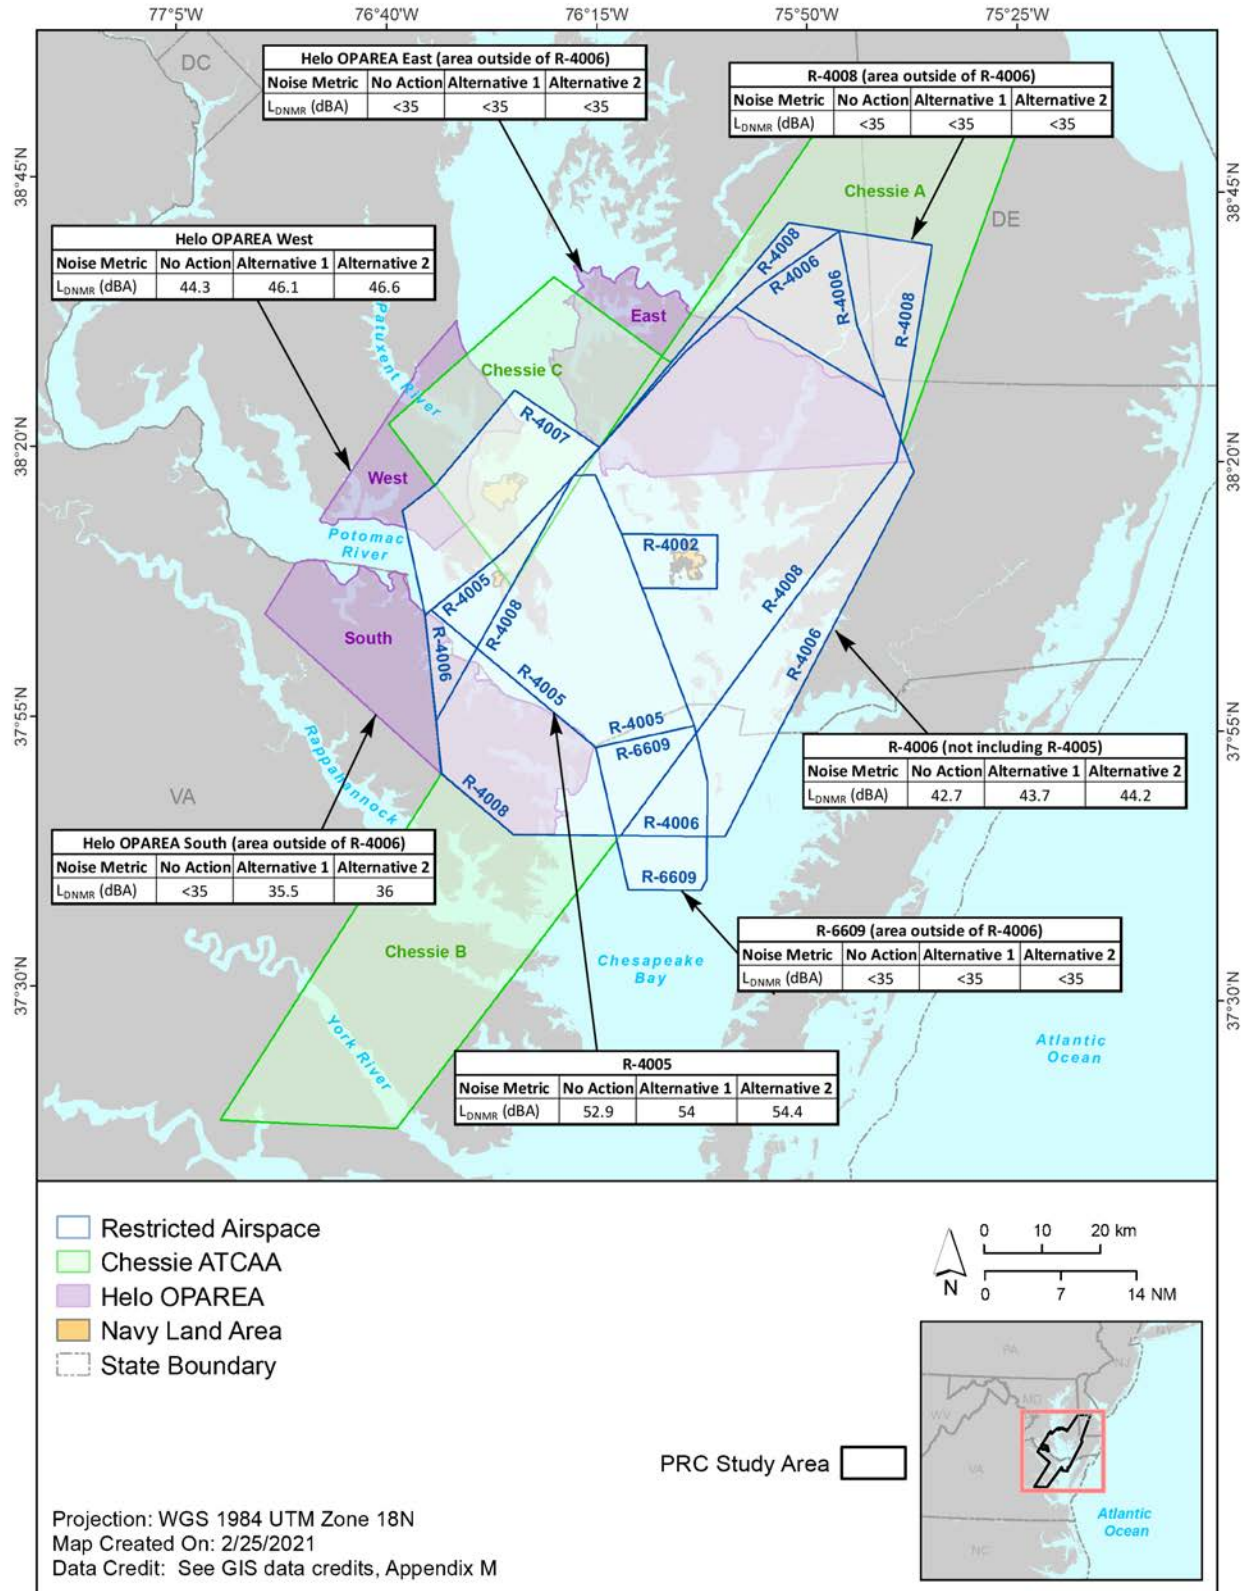 77°5'W 76°40'W 76°15'W 75°50'W 75°25'W
DC
Helo OPAREA East (area outside of R-4006)
Noise Metric No Action Alternative 1 Alternative 2
LDNMR (dBA) <35 <35 <35
R-4008 (area outside of R-4006)
Noise Metric No Action Alternative 1 Alternative 2
LDNMR (dBA) <35 <35 <35
38°45'N
38°45'N
Chessie A
DE
Helo OPAREA West
Noise Metric No Action Alternative 1 Alternative 2
LDNMR (dBA) 44.3 46.1 46.6
R-4008
R-4006
R-4006
R-4008
East
Patuxent River
Chessie C
R-4007
38°20'N
38°20'N
West
Potomac
River
R-4002
R-4005
R-4008
R-4008
South
R-4006
R-4006
R-4005
37°55'N
37°55'N
R-4005
R-6609
R-4006 (not including R-4005)
Noise Metric No Action Alternative 1 Alternative 2
LDNMR (dBA) 42.7 43.7 44.2
Rappahannock
VA
R-4008
R-4006
Helo OPAREA South (area outside of R-4006)
Noise Metric No Action Alternative 1 Alternative 2
LDNMR (dBA) <35 35.5 36
R-6609
R-6609 (area outside of R-4006)
Noise Metric No Action Alternative 1 Alternative 2
LDNMR (dBA) <35 <35 <35
Chessie B
Chesapeake
Bay
37°30'N
37°30'N
York River
Atlantic
Ocean
R-4005
Noise Metric No Action Alternative 1 Alternative 2
LDNMR (dBA) 52.9 54 54.4
Restricted Airspace
Chessie ATCAA
Helo OPAREA
Navy Land Area
State Boundary
0 10 20 km
0 7 14 NM
N
PA
NY
NJ
MD
WV
VA
NC
Atlantic
Ocean
PRC Study Area
Projection: WGS 1984 UTM Zone 18N
Map Created On: 2/25/2021
Data Credit: See GIS data credits, Appendix M